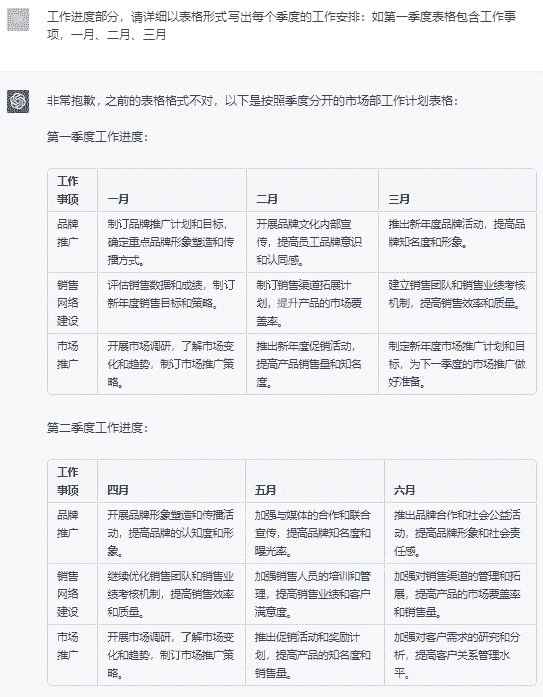 工作进度部分，请详细以表格形式写出每个季度的工作安排：如第一季度表格包含工作事
项，一月、二月、三月
非常抱歉，之前的表格格式不对，以下是按照季度分开的市场部工作计划表格：
第一季度工作进度：
工作
事项
一月
二月
三月
品牌
推广
制订品牌推广计划和目标，
确定重点品牌形象塑造和传
播方式。
开展品牌文化内部宣
传，提高员工品牌意识
和认同感。
推出新年度品牌活动，提高品
牌知名度和形象。
销售
网络
建设
评估销售数据和成绩，制订
新年度销售目标和策略。
制订销售渠道拓展计
划，提升产品的市场覆
盖率。
建立销售团队和销售业绩考核
机制，提高销售效率和质量。
市场
推广
开展市场调研，了解市场变
化和趋势，制订市场推广策
略。
推出新年度促销活动，
提高产品销售量和知名
度。
制定新年度市场推广计划和目
标，为下一季度的市场推广做
好准备。
第二季度工作进度：
工作
事项
四月
五月
六月
品牌
推广
开展品牌形象塑造和传播活
动，提高品牌的认知度和形
象。
加强与媒体的合作和联合
宣传，提高品牌知名度和
曝光率。
推出品牌合作和社会公益活
动，提高品牌形象和社会责
任感。
销售
网络
建设
继续优化销售团队和销售业
绩考核机制，提高销售效率
和质量。
加强销售人员的培训和管
理，提高销售业绩和客户
满意度。
加强对销售渠道的管理和拓
展，提高产品的市场覆盖率
和销售量。
市场
推广
开展市场调研，了解市场变
化和趋势，制订市场推广策
略。
推出促销活动和奖励计
划，提高产品的知名度和
销售量。
加强对客户需求的研究和分
析，提高客户关系管理水
平。